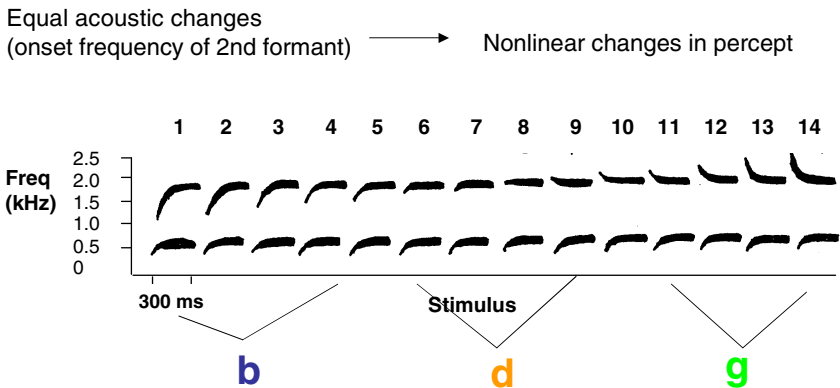 Equal acoustic changes
(onset frequency of 2nd formant)
Nonlinear changes in percept
1 2 3 4 5 6 7 8 9 10 11 12 13 14
Freq
(kHz)
2.5
2.0
1.5
1.0
0.5
0
300 ms
Stimulus
b d g